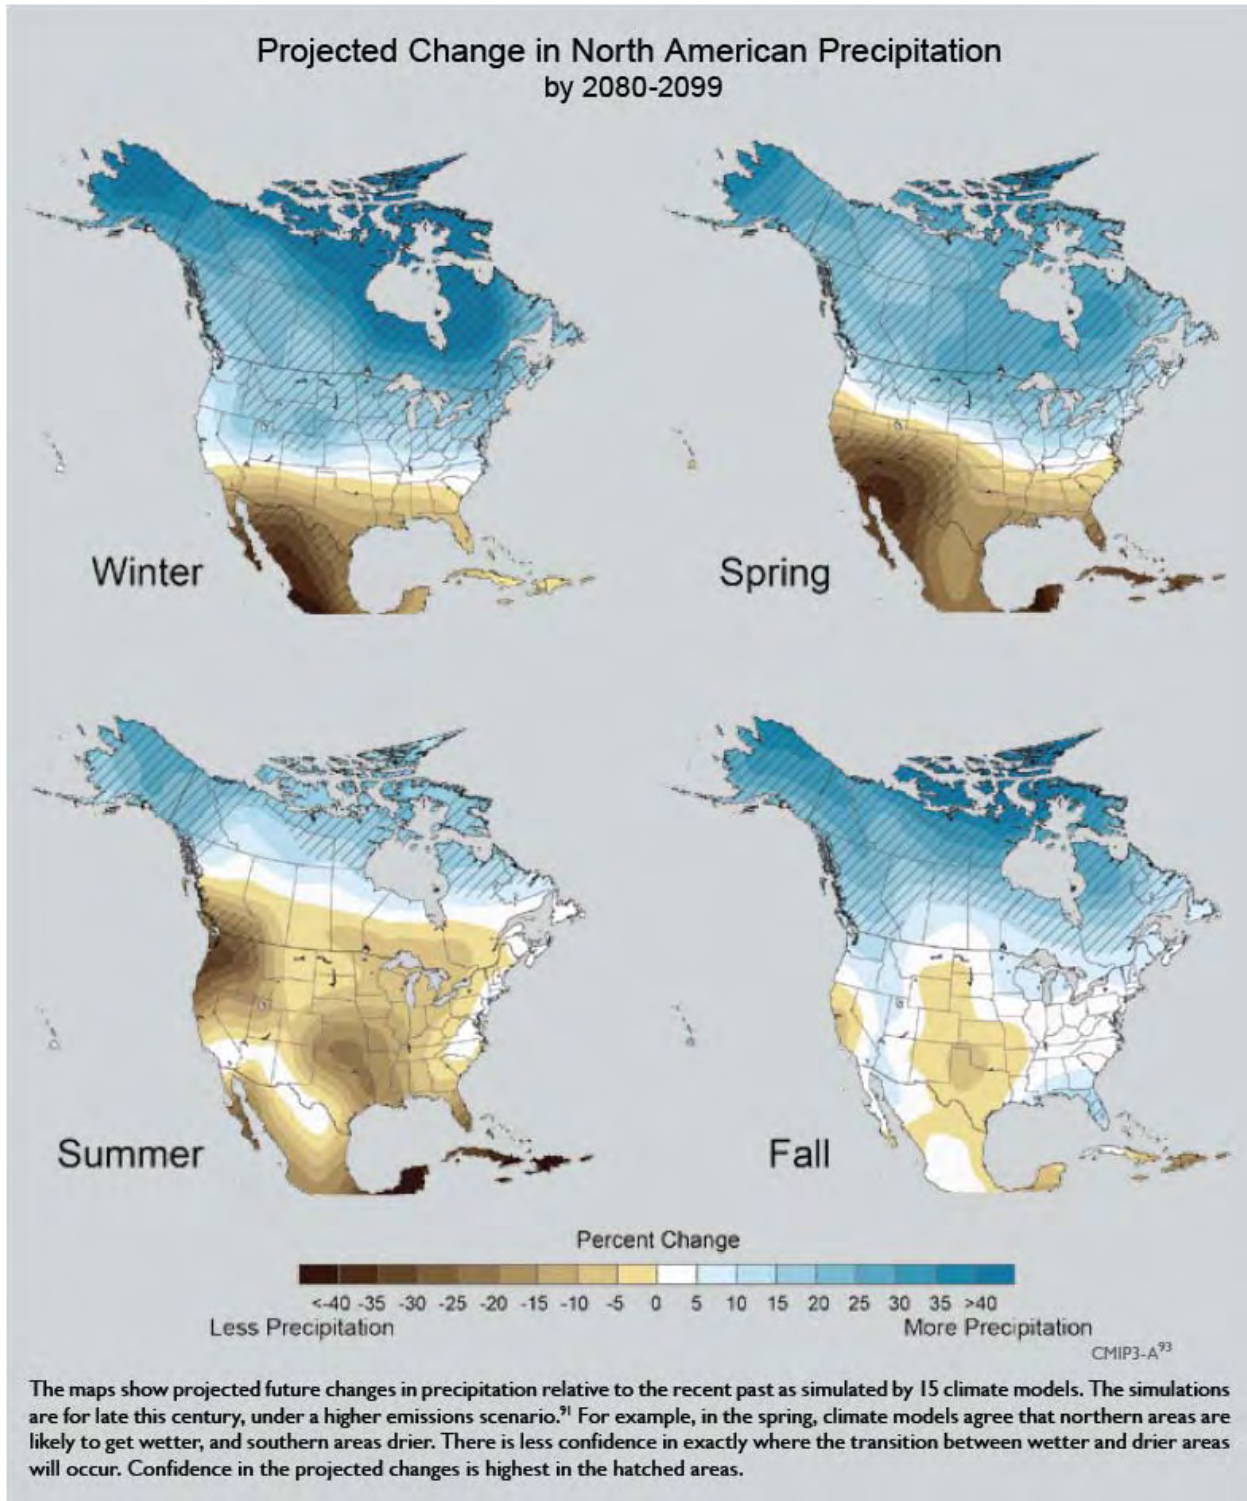 Projected Change in North American Precipitation
by 2080-2099
Winter
Spring
Summer
Fall
Percent Change
<-40 -35 -30 -25 -20 -15 -10 -5 0 5 10 15 20 25 30 35 >40
Less Precipitation
More Precipitation
CMIP3-A93
The maps show projected future changes in precipitation relative to the recent past as simulated by 15 climate models. The simulations
are for late this century, under a higher emissions scenario.91 For example, in the spring, climate models agree that northern areas are
likely to get wetter, and southern areas drier. There is less confidence in exactly where the transition between wetter and drier areas
will occur. Confidence in the projected changes is highest in the hatched areas.